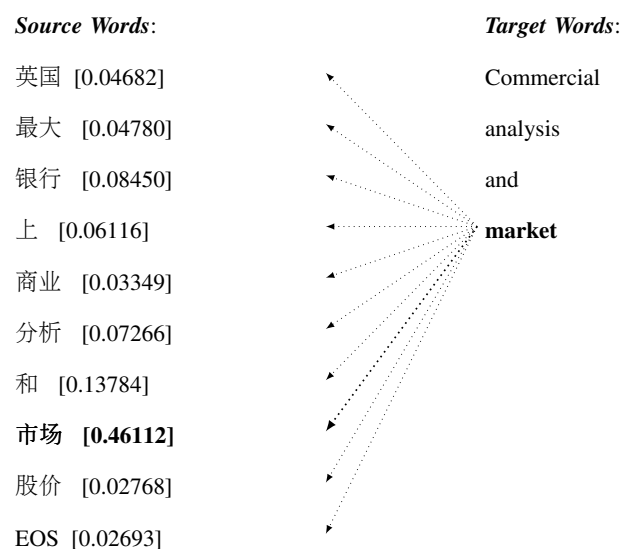 Source Words: Target Words:
英国 [0.04682] Commercial
最大 [0.04780] analysis
银行 [0.08450] and
上 [0.06116] market
商业 [0.03349]
分析 [0.07266]
和 [0.13784]
市场 [0.46112]
股价 [0.02768]
EOS [0.02693]